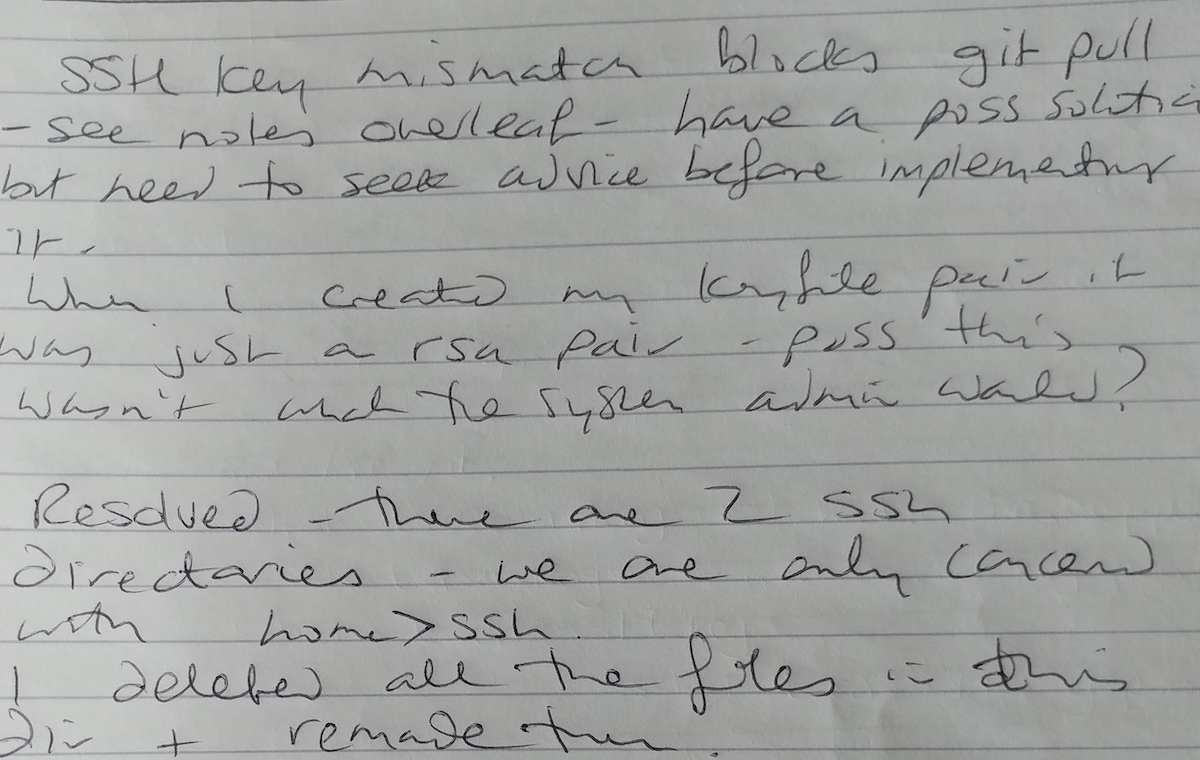 SSH Key mismatch blocks git pull
- see notes overleaf - have a poss solutio
but need to seek advice before implementing
it.
When I created my keyfile pair it
was just a rsa pair - poss this
wasn't what the system admin wanted?
Resolved - there are 2 ssh
directories - we are only concerned
with home > ssh.
I deleted all the files in this
dir + remade them.